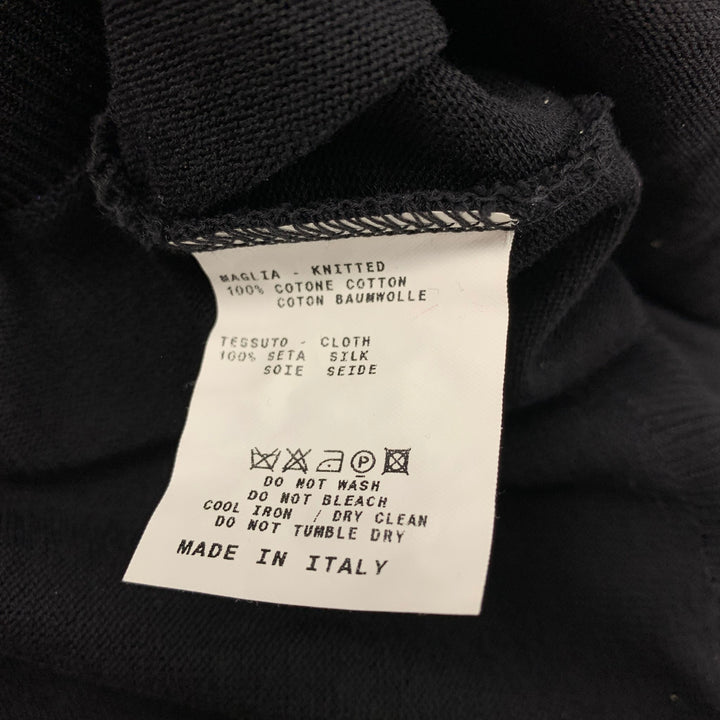 MAGLIA - KNITTED
100% COTONE COTTON
COTON BAUMWOLLE
TESSUTO - CLOTH
100% SETA SILK
SOIE SEIDE
P
DO NOT WASH
DO NOT BLEACH
COOL IRON / DRY CLEAN
DO NOT TUMBLE DRY
MADE IN ITALY